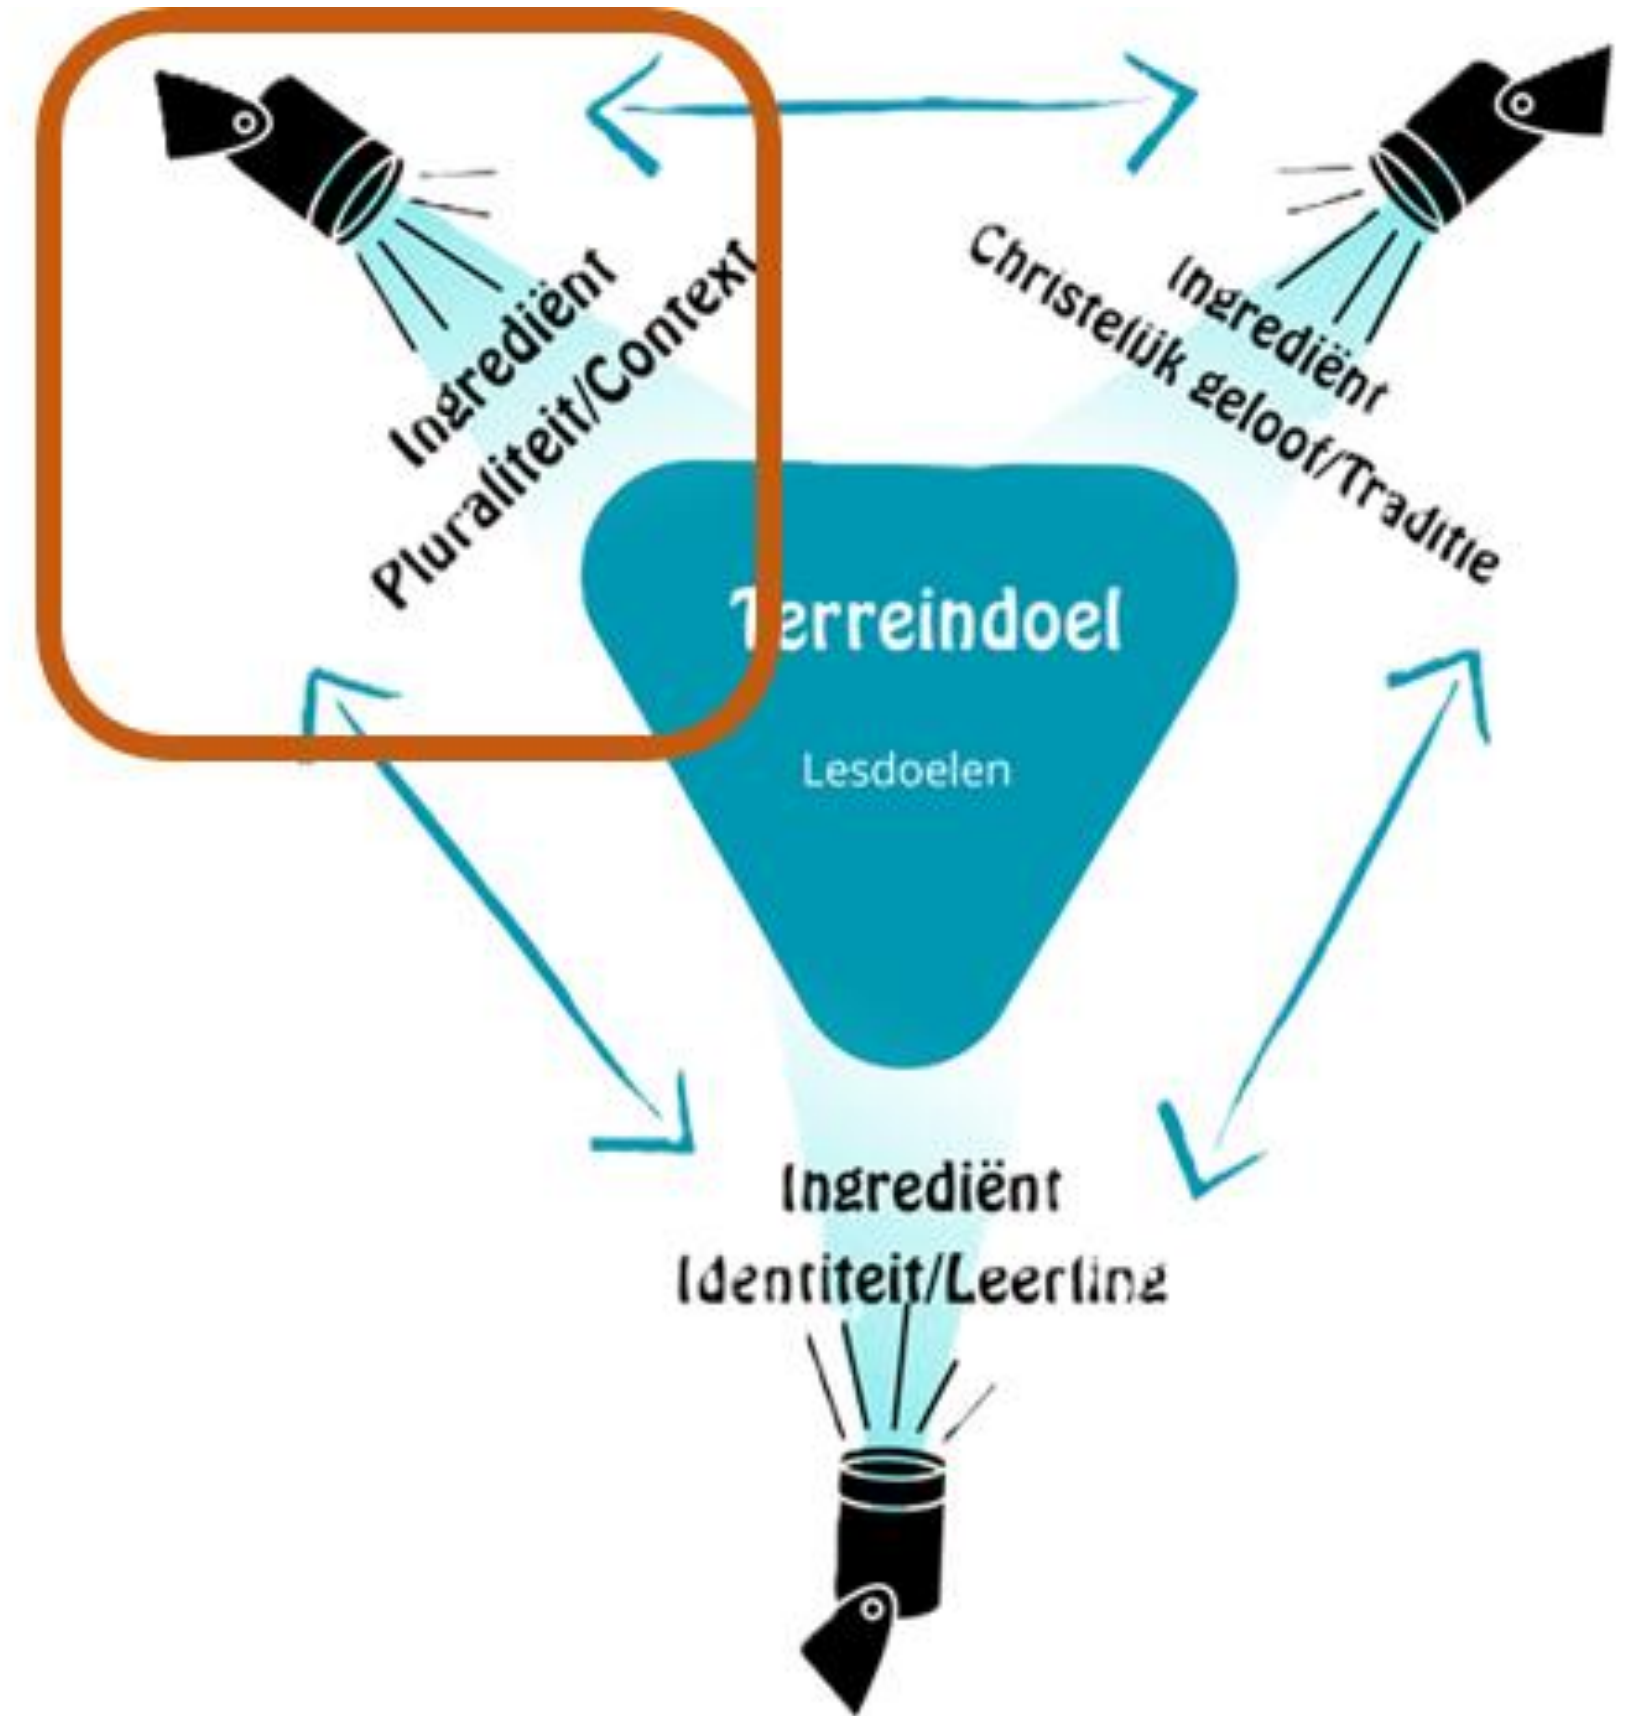 Ingrediënt
Pluraliteit/Context
Ingrediënt
Christelijk geloof/Traditie
Terreindoel
Lesdoelen
Ingrediënt
Identiteit/Leerling